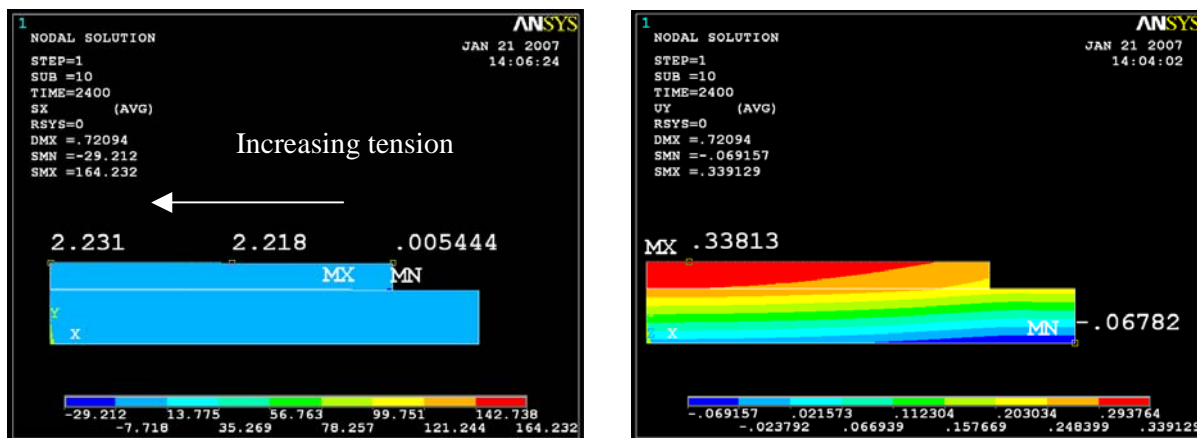 1
NODAL SOLUTION
ANSYS
JAN 21 2007
14:06:24
STEP=1
SUB =10
TIME=2400
SX (AVG)
RSYS=0
DMX =.72094
SMN =-29.212
SMX =164.232
Increasing tension
2.231 2.218 .005444
MX MN
Y
X
-29.212 13.775 56.763 99.751 142.738
-7.718 35.269 78.257 121.244 164.232
1
NODAL SOLUTION
ANSYS
JAN 21 2007
14:04:02
STEP=1
SUB =10
TIME=2400
UY (AVG)
RSYS=0
DMX =.72094
SMN =-.069157
SMX =.339129
MX .33813
MN -.06782
X
-.069157 .021573 .112304 .203034 .293764
-.023792 .066939 .157669 .248399 .339129